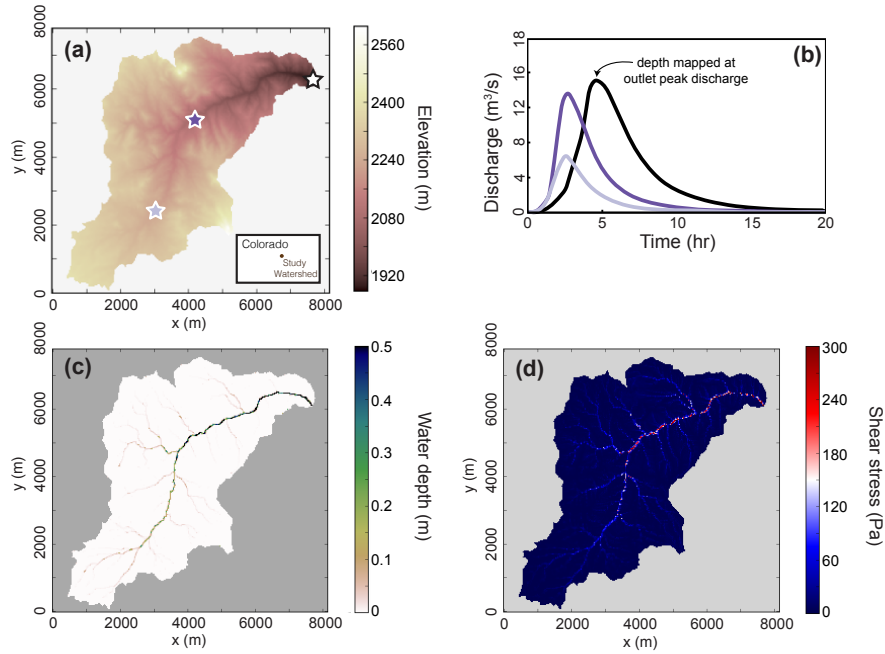 (a)
8000
6000
4000
2000
0
y (m)
0
2000
4000
6000
8000
x (m)
Colorado
Study
Watershed
2560
2400
2240
2080
1920
Elevation (m)
(b)
18
16
12
8
4
0
Discharge (m³/s)
depth mapped at
outlet peak discharge
0
5
10
15
20
Time (hr)
(c)
8000
6000
4000
2000
0
y (m)
0
2000
4000
6000
8000
x (m)
0.5
0.4
0.3
0.2
0.1
0
Water depth (m)
(d)
8000
6000
4000
2000
0
y (m)
0
2000
4000
6000
8000
x (m)
300
240
180
120
60
0
Shear stress (Pa)